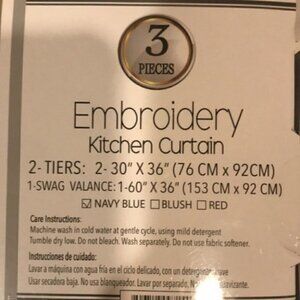 3
PIECES
Embroidery
Kitchen Curtain
2- TIERS: 2- 30" X 36" (76 CM x 92CM)
1-SWAG VALANCE: 1-60" X 36" (153 CM x 92 CM)
☑ NAVY BLUE ☐ BLUSH ☐ RED
Care Instructions:
Machine wash in cold water at gentle cycle, using mild detergent
Tumble dry low. Do not bleach. Wash separately. Do not use fabric softener.
Instrucciones de cuidado:
Lavar a máquina con agua fría en el ciclo delicado, con un detergente suave
Usar secadora baja. No usa blanqueador. Lavar por separado. No